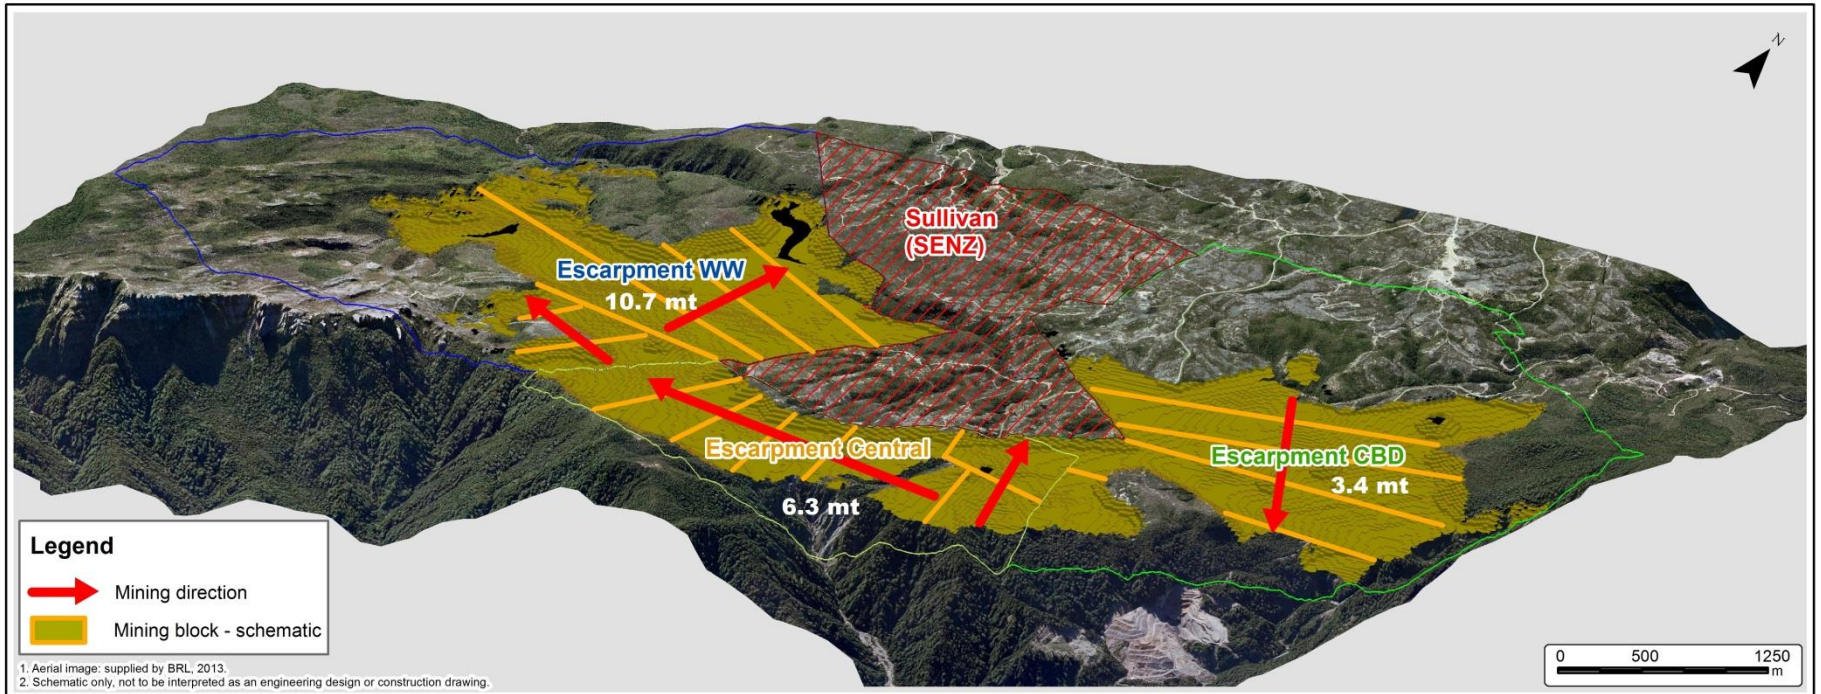 N
Sullivan
(SENZ)
Escarpment WW
10.7 mt
Escarpment Central
6.3 mt
Escarpment CBD
3.4 mt
Legend
Mining direction
Mining block - schematic
1. Aerial image: supplied by BRL, 2013.
2. Schematic only, not to be interpreted as an engineering design or construction drawing.
0 500 1250
m